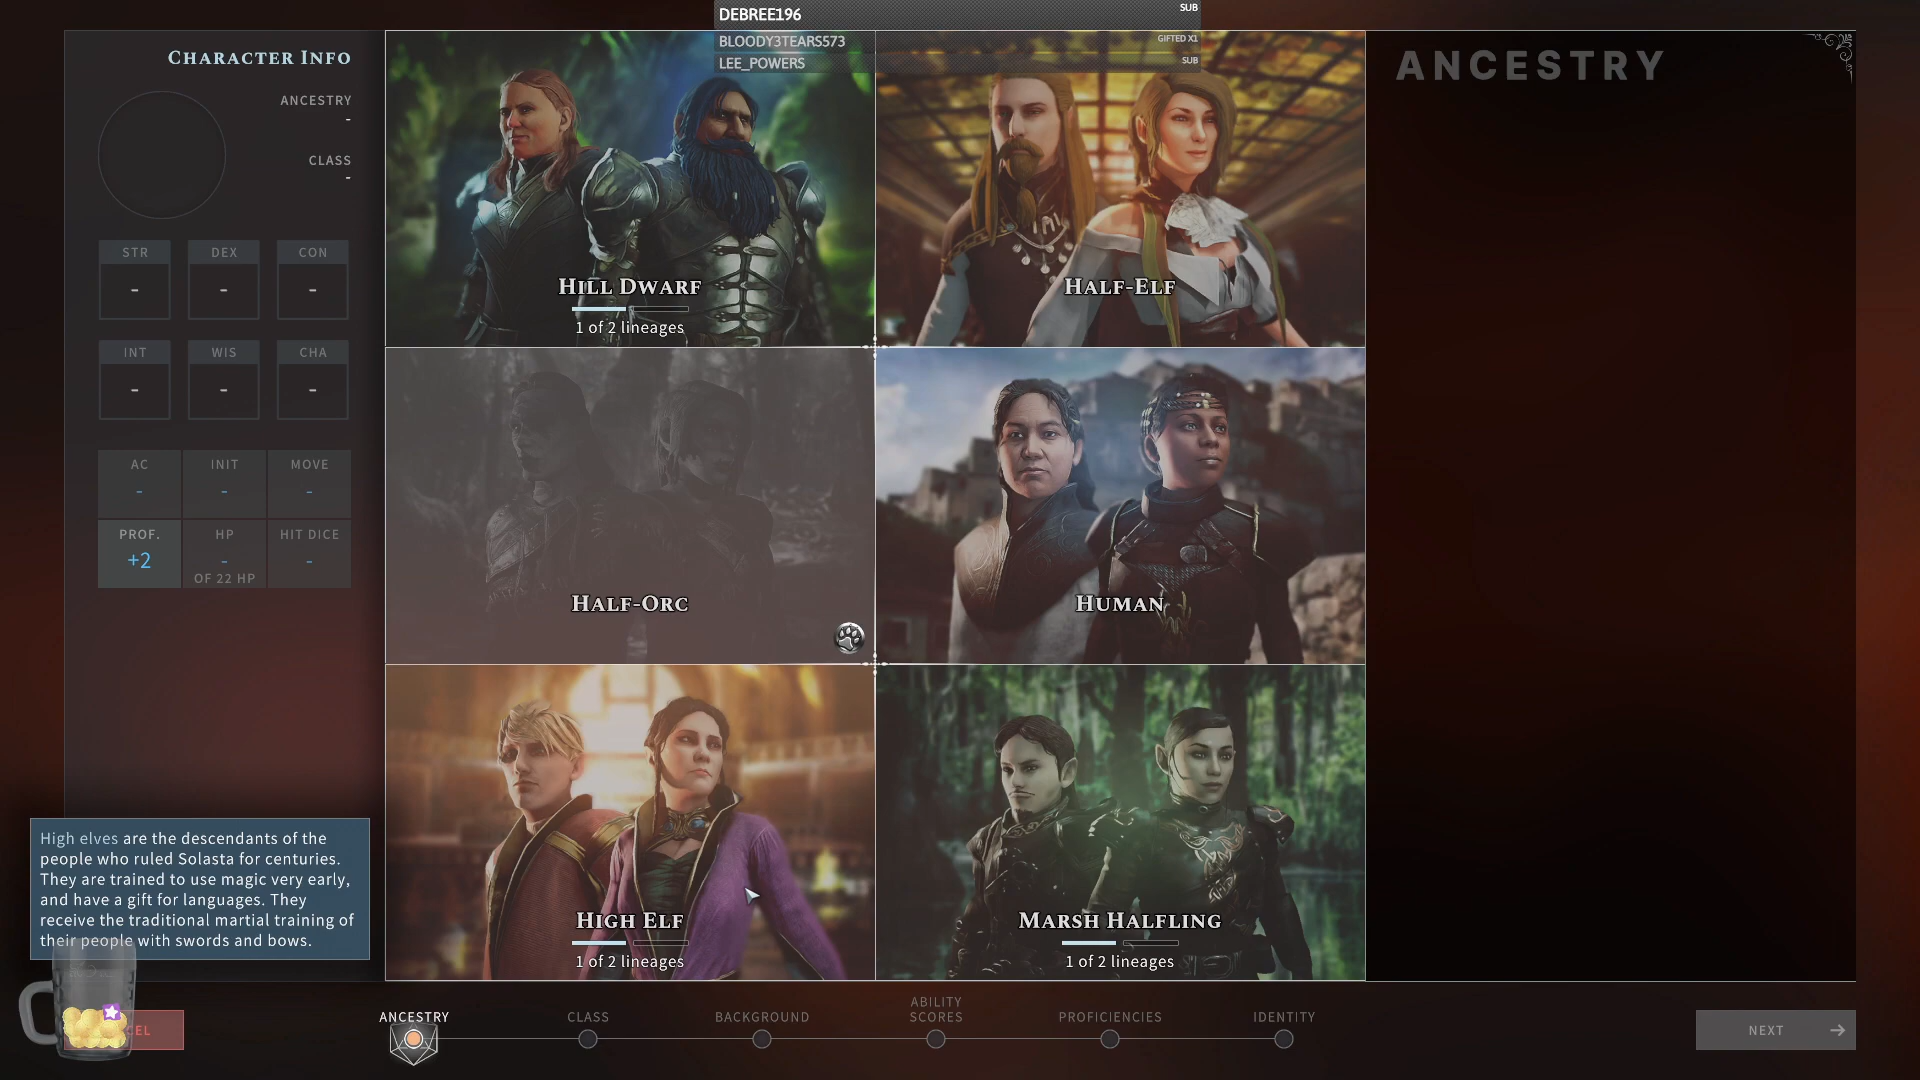 DEBREE196
SUB
BLOODY3TEARS573
GIFTED X1
LEE_POWERS
SUB
CHARACTER INFO
ANCESTRY
-
CLASS
-
STR
DEX
CON
-
-
-
INT
WIS
CHA
-
-
-
AC
INIT
MOVE
-
-
-
PROF.
HP
HIT DICE
+2
-
-
OF 22 HP
High elves are the descendants of the
people who ruled Solasta for centuries.
They are trained to use magic very early,
and have a gift for languages. They
receive the traditional martial training of
their people with swords and bows.
HILL DWARF
1 of 2 lineages
HALF-ELF
HALF-ORC
HUMAN
HIGH ELF
1 of 2 lineages
MARSH HALFLING
1 of 2 lineages
ANCESTRY
ANCESTRY
CLASS
BACKGROUND
ABILITY
SCORES
PROFICIENCIES
IDENTITY
NEXT